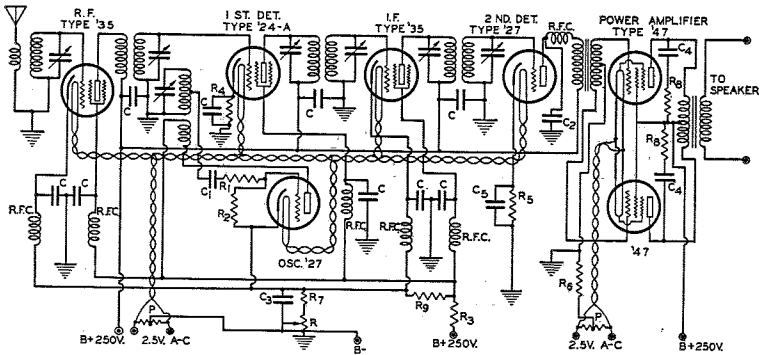 R.F.
TYPE '35
1 ST. DET.
TYPE '24-A
I.F.
TYPE '35
2 ND. DET.
TYPE '27
R.F.C.
POWER AMPLIFIER
TYPE '47
C4
R8
TO
SPEAKER
C
R4
C
C
C
C
C2
R8
C4
C
C
C
R1
R2
C
C
C
C5
R5
R.F.C.
R.F.C.
R.F.C.
R.F.C.
R.F.C.
OSC. '27
'47
C3
R7
R9
R3
R6
P
R
P
B+250V.
2.5V. A-C
B-
B+250V.
2.5V. A-C
B+250V.